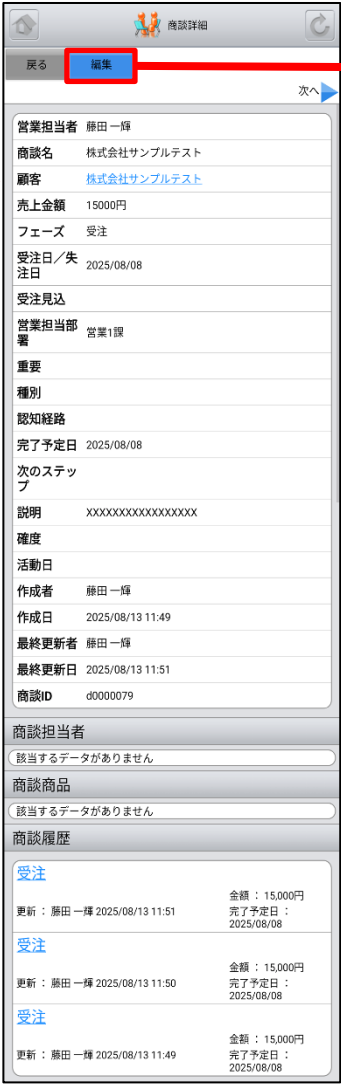 商談詳細
戻る 編集
次へ
営業担当者 藤田 一輝
商談名 株式会社サンプルテスト
顧客 株式会社サンプルテスト
売上金額 15000円
フェーズ 受注
受注日／失
注日 2025/08/08
受注見込
営業担当部
署 営業1課
重要
種別
認知経路
完了予定日 2025/08/08
次のステッ
プ
説明 XXXXXXXXXXXXXXXXX
確度
活動日
作成者 藤田 一輝
作成日 2025/08/13 11:49
最終更新者 藤田 一輝
最終更新日 2025/08/13 11:51
商談ID d0000079
商談担当者
該当するデータがありません
商談商品
該当するデータがありません
商談履歴
受注
更新 ： 藤田 一輝 2025/08/13 11:51
金額 ： 15,000円
完了予定日 ：
2025/08/08
受注
更新 ： 藤田 一輝 2025/08/13 11:50
金額 ： 15,000円
完了予定日 ：
2025/08/08
受注
更新 ： 藤田 一輝 2025/08/13 11:49
金額 ： 15,000円
完了予定日 ：
2025/08/08